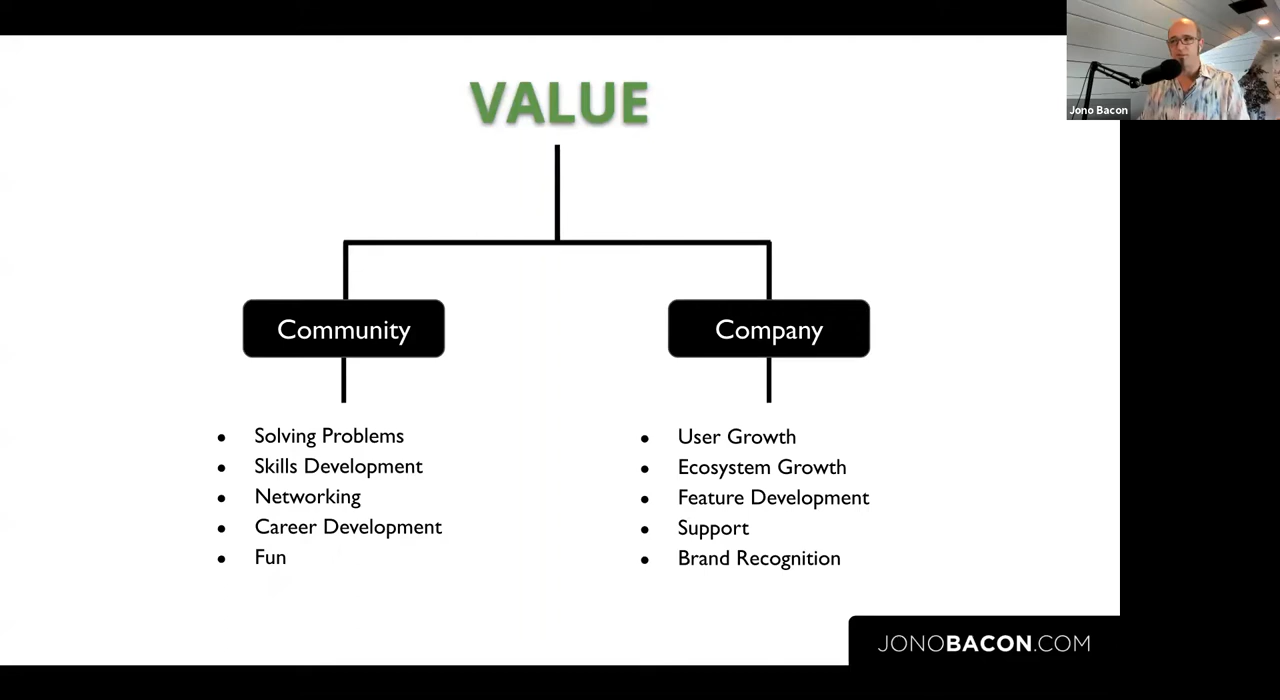 VALUE
Jono Bacon
Community
Company
Solving Problems
Skills Development
Networking
Career Development
Fun
User Growth
Ecosystem Growth
Feature Development
Support
Brand Recognition
JONOBACON.COM